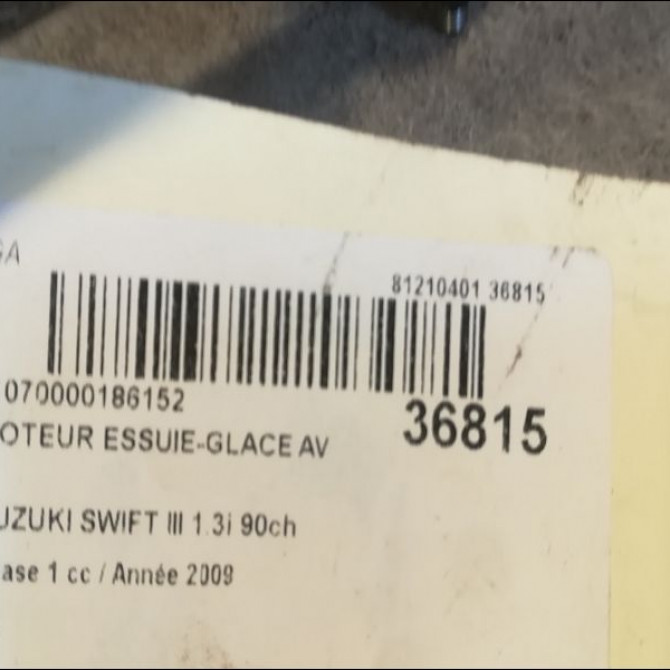 GA
81210401 36815
070000186152
36815
OTEUR ESSUIE-GLACE AV
UZUKI SWIFT III 1.3i 90ch
ase 1 cc / Année 2009